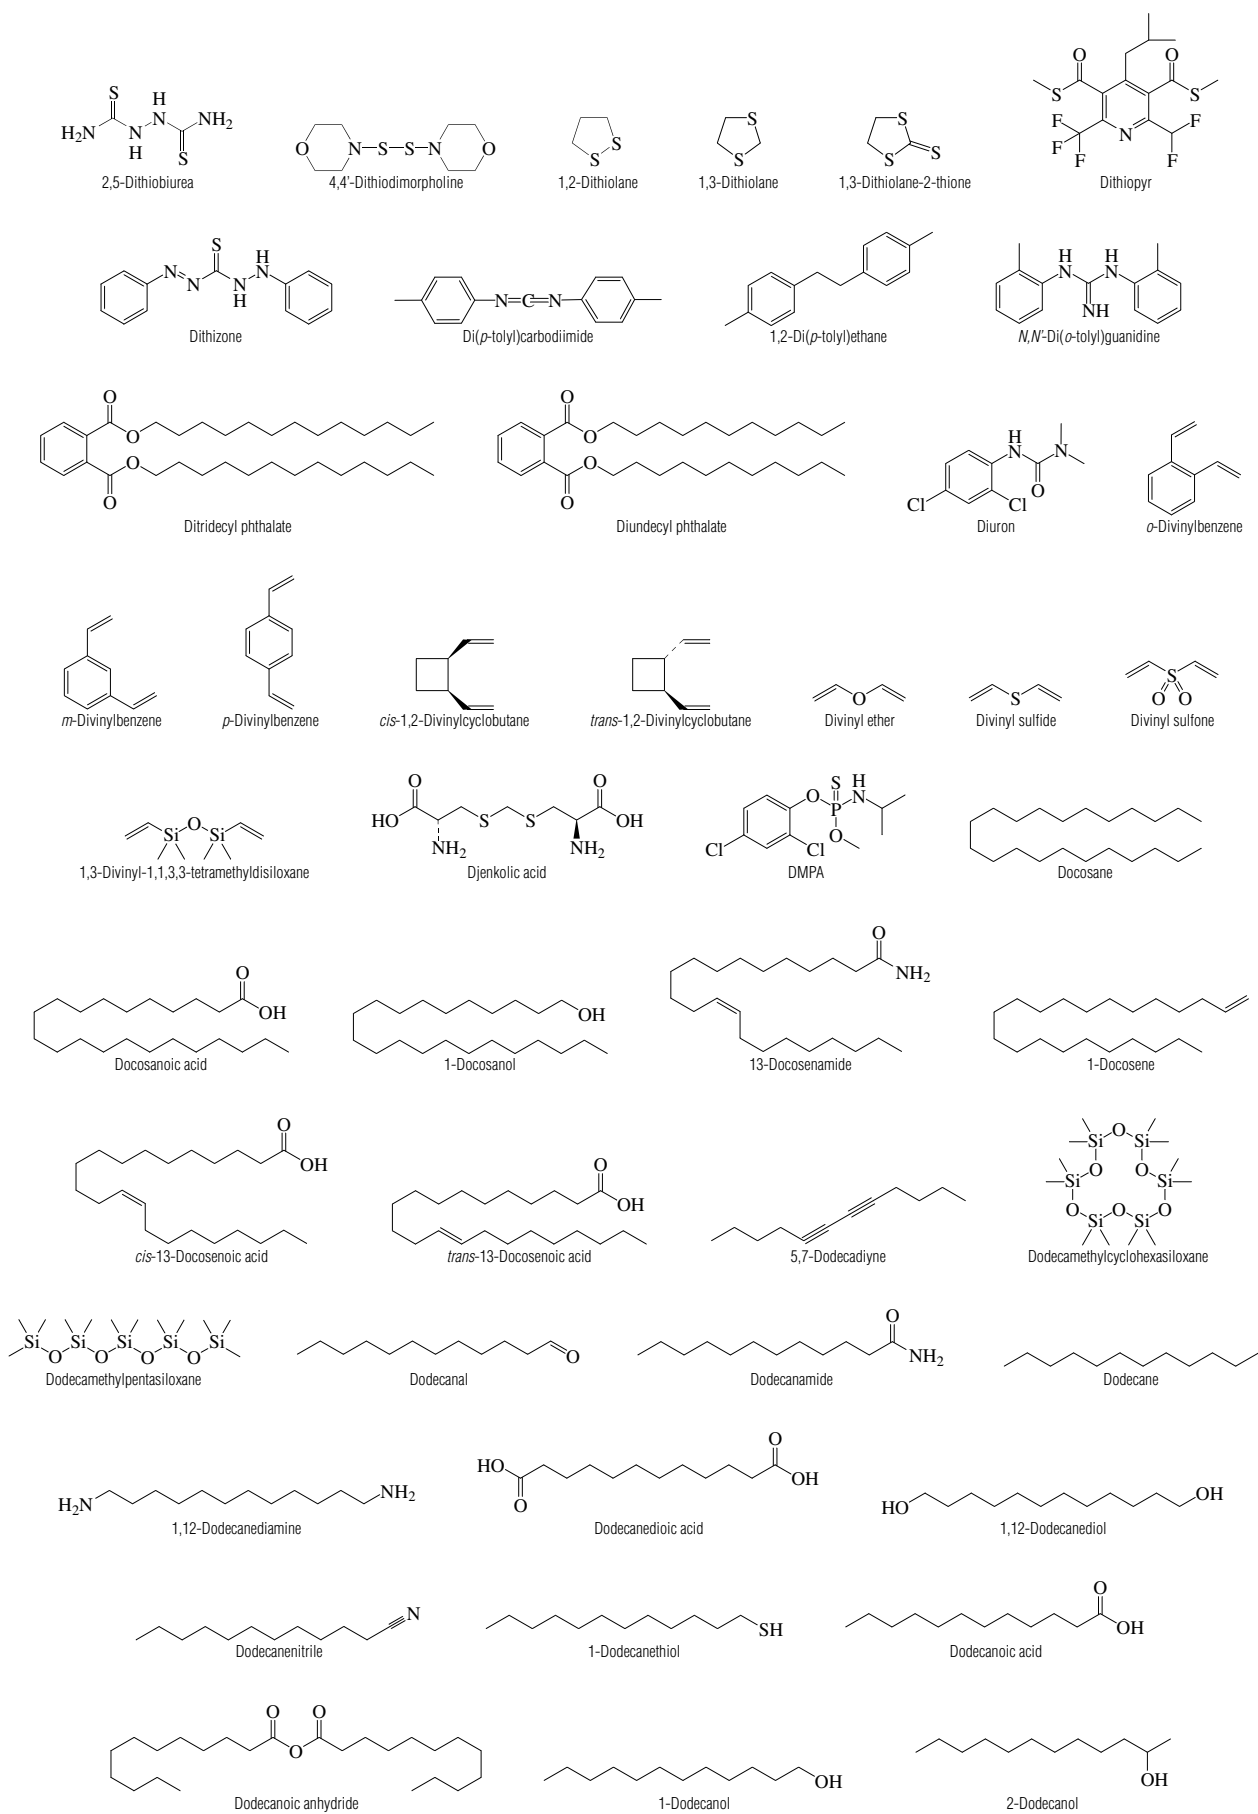 2,5-Dithiobiurea
4,4'-Dithiodimorpholine
1,2-Dithiolane
1,3-Dithiolane
1,3-Dithiolane-2-thione
Dithiopyr
Dithizone
Di(p-tolyl)carbodiimide
1,2-Di(p-tolyl)ethane
N,N'-Di(o-tolyl)guanidine
Ditridecyl phthalate
Diundecyl phthalate
Diuron
o-Divinylbenzene
m-Divinylbenzene
p-Divinylbenzene
cis-1,2-Divinylcyclobutane
trans-1,2-Divinylcyclobutane
Divinyl ether
Divinyl sulfide
Divinyl sulfone
1,3-Divinyl-1,1,3,3-tetramethyldisiloxane
Djenkolic acid
DMPA
Docosane
Docosanoic acid
1-Docosanol
13-Docosenamide
1-Docosene
cis-13-Docosenoic acid
trans-13-Docosenoic acid
5,7-Dodecadiyne
Dodecamethylcyclohexasiloxane
Dodecamethylpentasiloxane
Dodecanal
Dodecanamide
Dodecane
1,12-Dodecanediamine
Dodecanedioic acid
1,12-Dodecanediol
Dodecanenitrile
1-Dodecanethiol
Dodecanoic acid
Dodecanoic anhydride
1-Dodecanol
2-Dodecanol